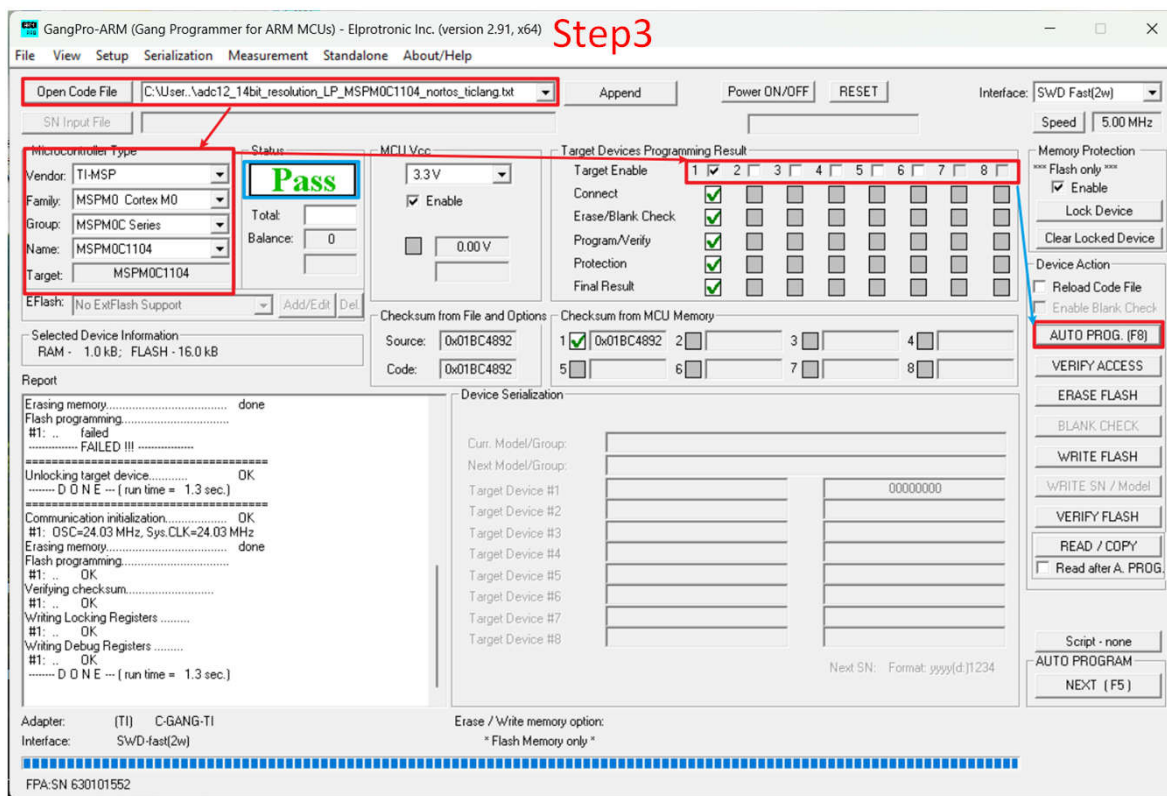 GangPro-ARM (Gang Programmer for ARM MCUs) - Elprotronic Inc. (version 2.91, x64)
Step3
File View Setup Serialization Measurement Standalone About/Help
Open Code File C:\User..\adc12_14bit_resolution_LP_MSPM0C1104_nortos_ticlang.txt Append Power ON/OFF RESET Interface: SWD Fast(2w)
SN Input File Speed 5.00 MHz
Microcontroller Type
Vendor: TI-MSP
Family: MSPM0 Cortex M0
Group: MSPM0C Series
Name: MSPM0C1104
Target: MSPM0C1104
EFlash: No ExtFlash Support Add/Edit Del
Status
Pass
Total:
Balance: 0
MCU Vcc
3.3 V
Enable
0.00 V
Target Devices Programming Result
Target Enable 1 2 3 4 5 6 7 8
Connect
Erase/Blank Check
Program/Verify
Protection
Final Result
Memory Protection
*** Flash only ***
Enable
Lock Device
Clear Locked Device
Selected Device Information
RAM - 1.0 kB; FLASH - 16.0 kB
Checksum from File and Options
Source: 0x01BC4892
Code: 0x01BC4892
Checksum from MCU Memory
1 0x01BC4892 2 3 4
5 6 7 8
Device Action
Reload Code File
Enable Blank Check
AUTO PROG. (F8)
VERIFY ACCESS
ERASE FLASH
BLANK CHECK
WRITE FLASH
WRITE SN / Model
VERIFY FLASH
READ / COPY
Read after A. PROG.
Script - none
AUTO PROGRAM
NEXT (F5)
Report
Erasing memory.................................... done
Flash programming................................
#1: .. failed
--------------- FAILED !!! -----------------
=====================================
Unlocking target device............ OK
-------- D O N E --- ( run time = 1.3 sec.)
=====================================
Communication initialization................... OK
#1: OSC=24.03 MHz, Sys.CLK=24.03 MHz
Erasing memory.................................... done
Flash programming................................
#1: .. OK
Verifying checksum..........................
#1: .. OK
Writing Locking Registers .........
#1: .. OK
Writing Debug Registers .........
#1: .. OK
-------- D O N E --- ( run time = 1.3 sec.)
Device Serialization
Curr. Model/Group:
Next Model/Group:
Target Device #1 00000000
Target Device #2
Target Device #3
Target Device #4
Target Device #5
Target Device #6
Target Device #7
Target Device #8
Next SN: Format: yyyy(d:)1234
Adapter: (TI) C-GANG-TI
Interface: SWD-fast(2w)
Erase / Write memory option:
* Flash Memory only *
FPA:SN 630101552